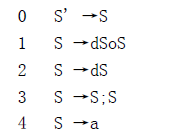 0 S' →S
1 S →dSoS
2 S →dS
3 S →S;S
4 S →a